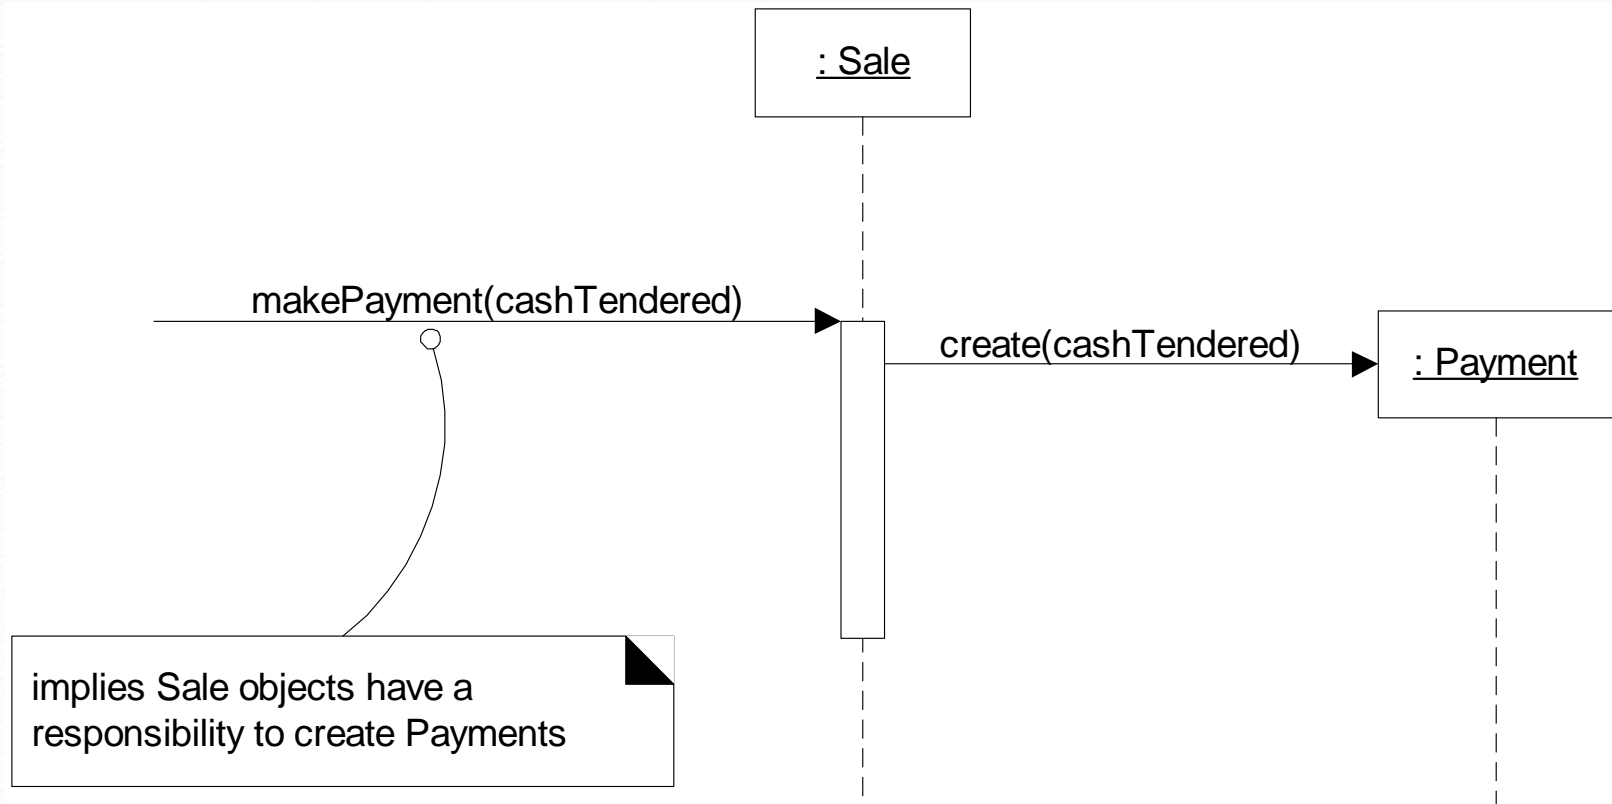 : Sale
makePayment(cashTendered)
create(cashTendered)
: Payment
implies Sale objects have a
responsibility to create Payments